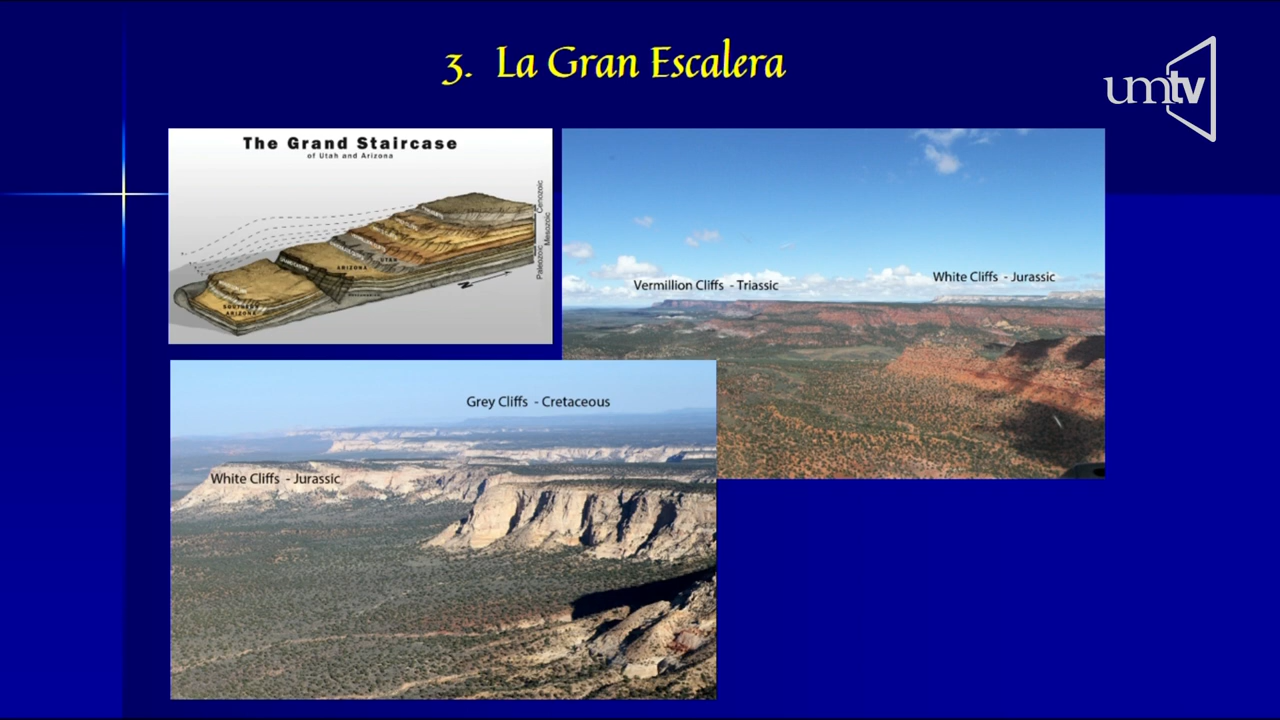 3. La Gran Escalera
umtv
The Grand Staircase
of Utah and Arizona
Cenozoic
Mesozoic
Paleozoic
UTAH
ARIZONA
SOUTHERN
ARIZONA
Vermillion Cliffs - Triassic
White Cliffs - Jurassic
Grey Cliffs - Cretaceous
White Cliffs - Jurassic